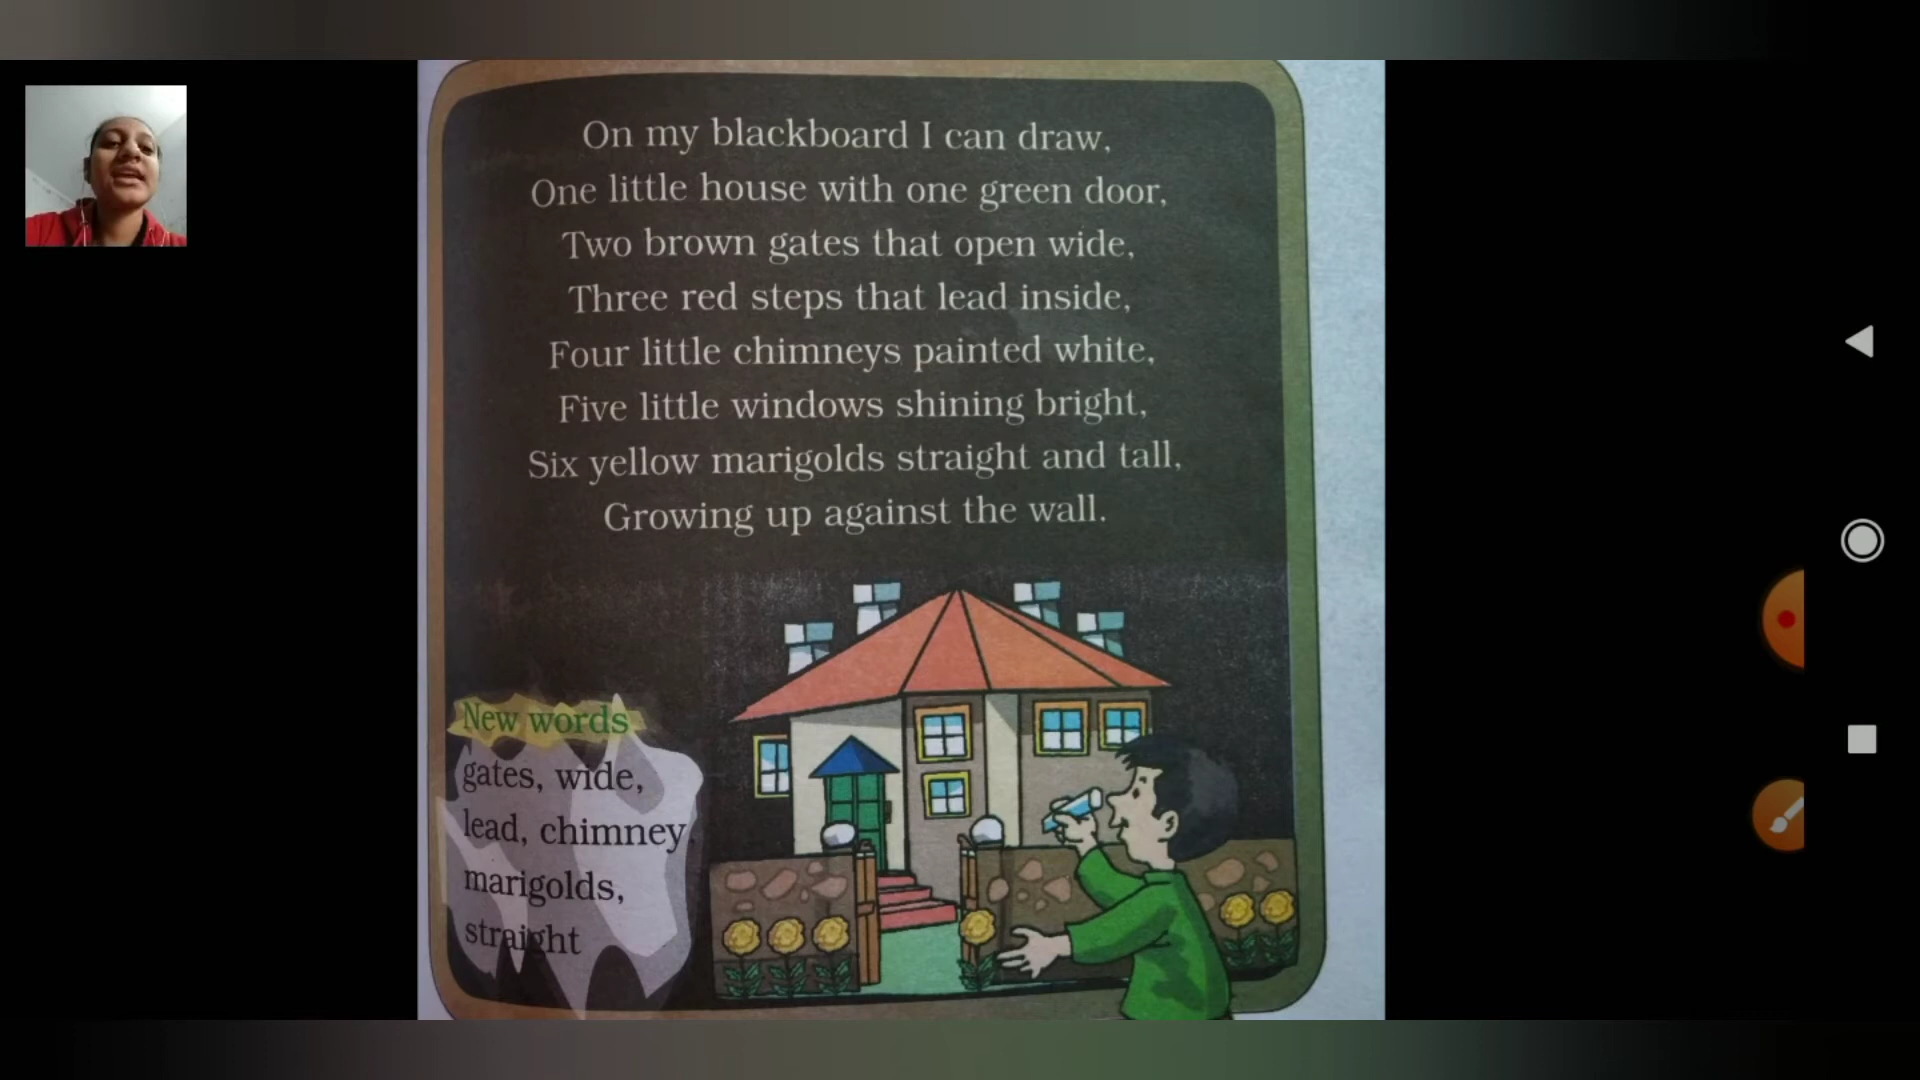 On my blackboard I can draw,
One little house with one green door,
Two brown gates that open wide,
Three red steps that lead inside,
Four little chimneys painted white,
Five little windows shining bright,
Six yellow marigolds straight and tall,
Growing up against the wall.
New words
gates, wide,
lead, chimney
marigolds,
straight